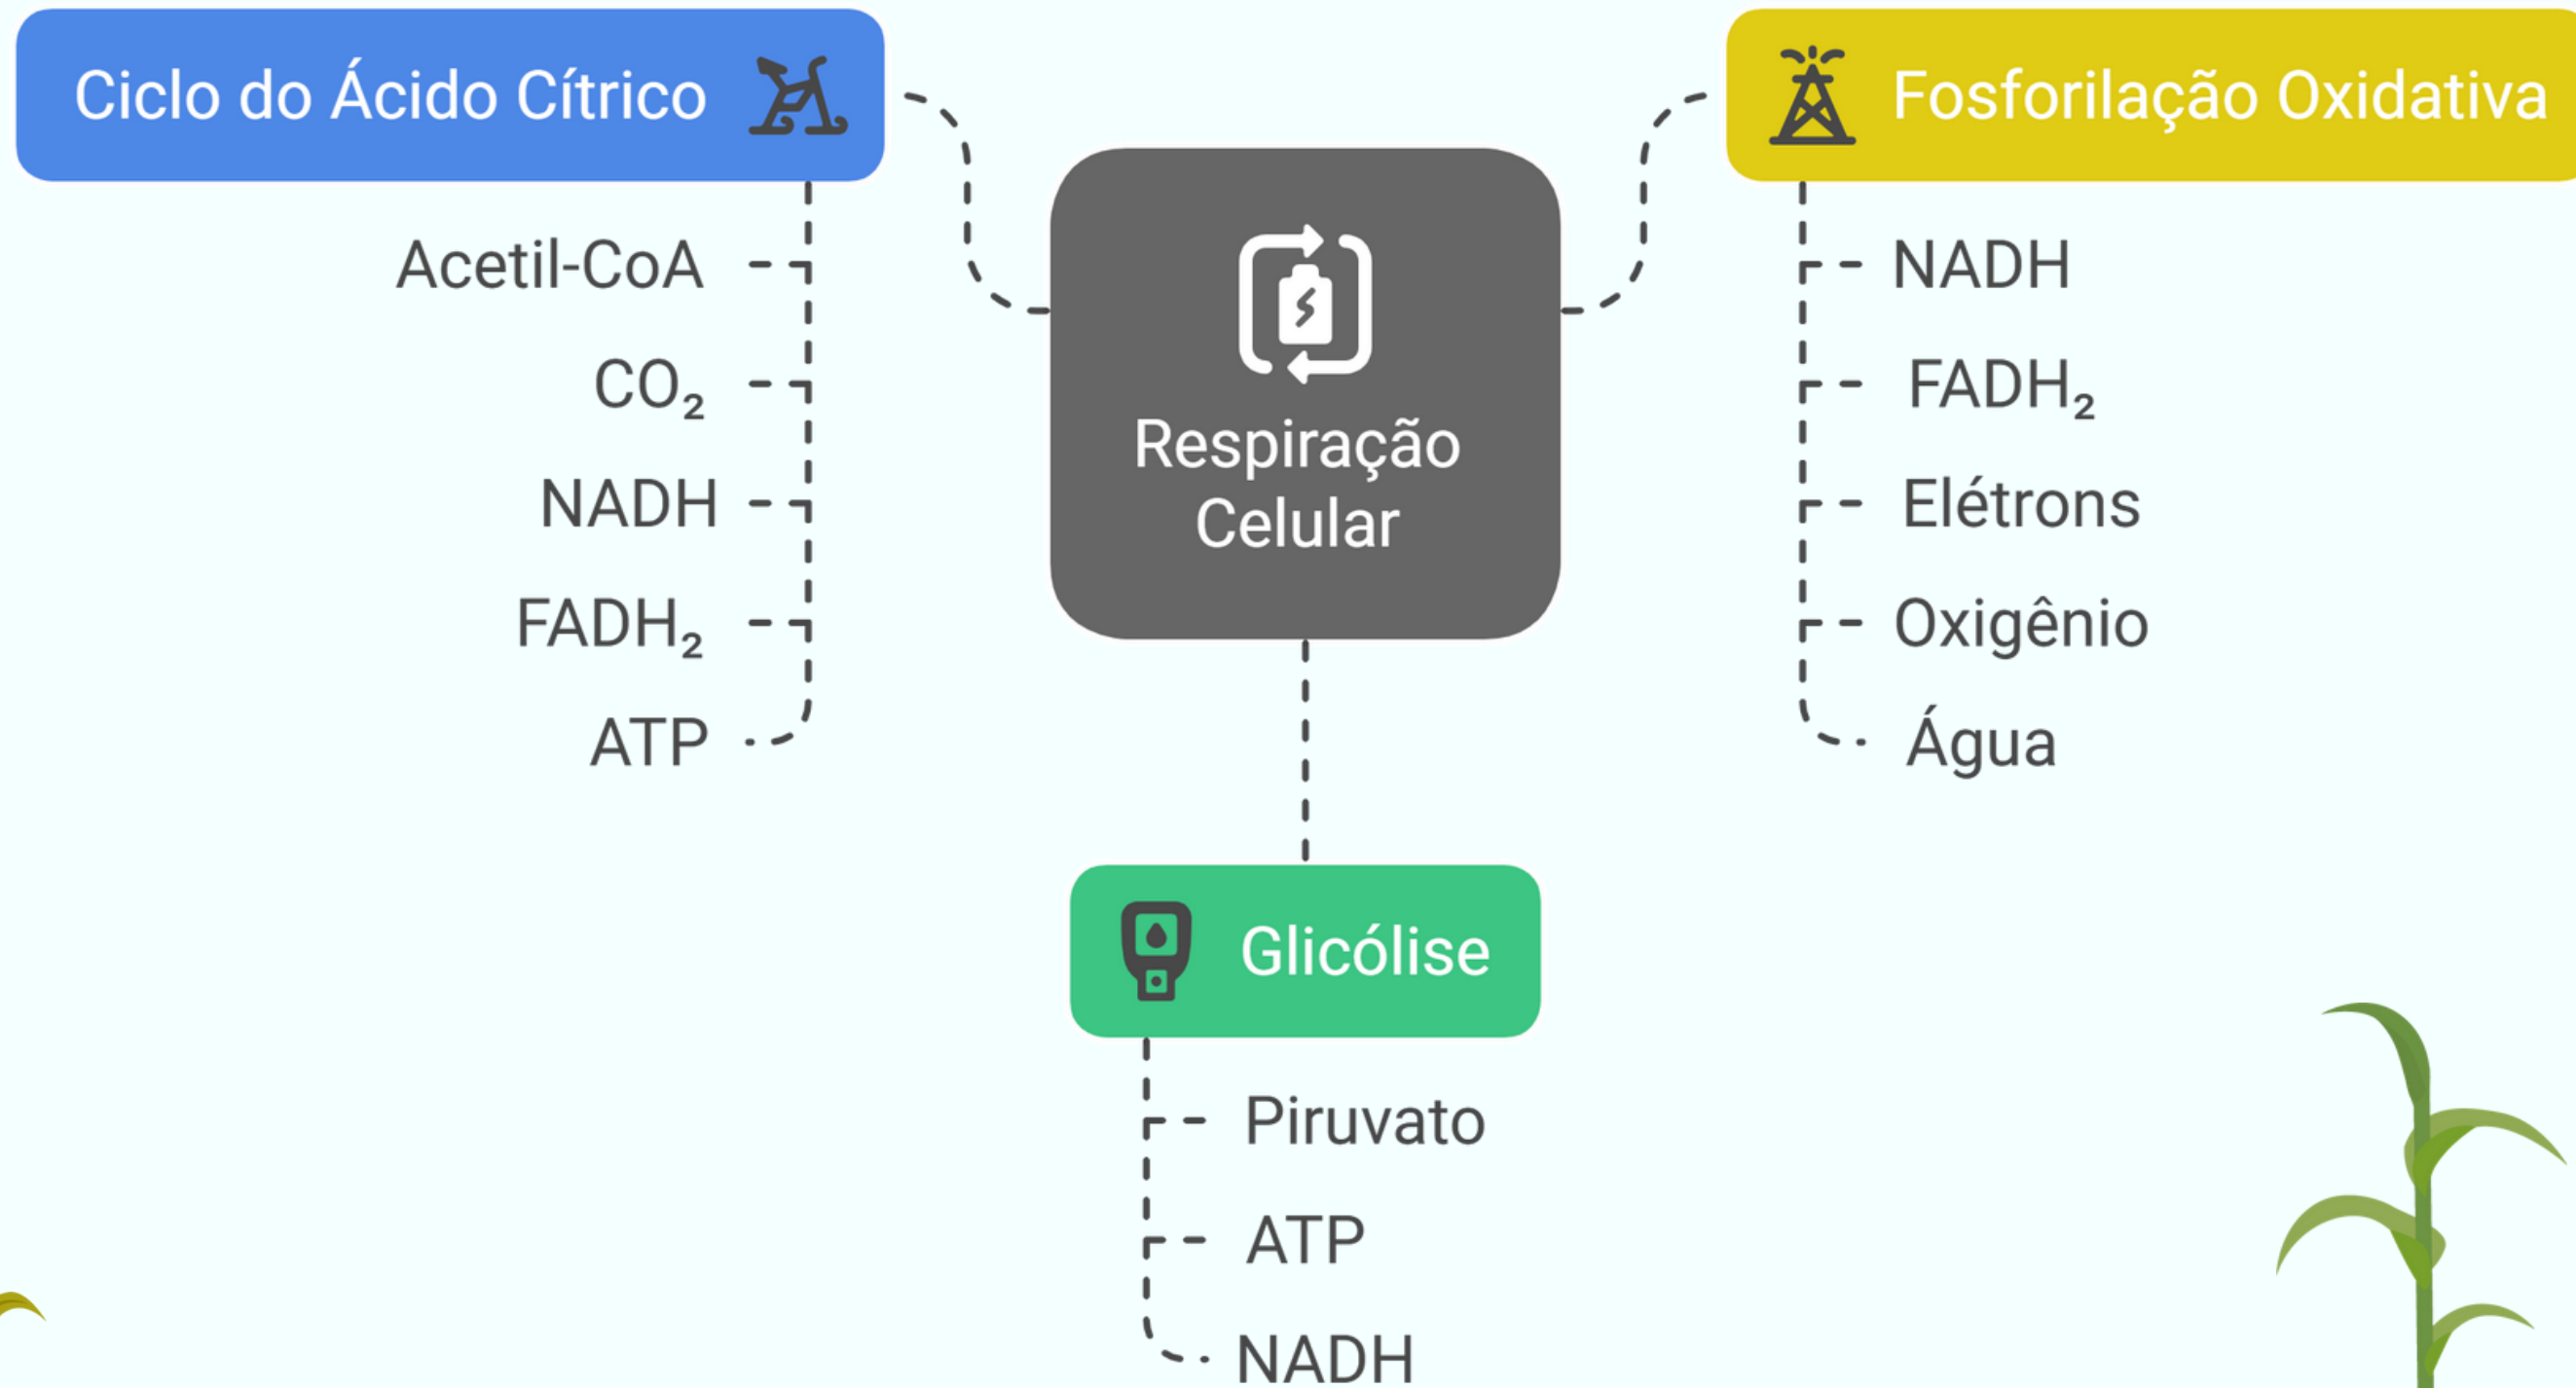 Ciclo do Ácido Cítrico
Acetil-CoA
CO₂
NADH
FADH₂
ATP
Respiração
Celular
Fosforilação Oxidativa
NADH
FADH₂
Elétrons
Oxigênio
Água
Glicólise
Piruvato
ATP
NADH